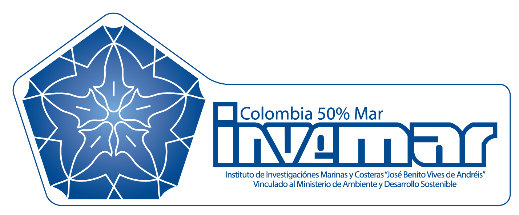 Colombia 50% Mar
invemar
Instituto de Investigaciónes Marinas y Costeras "José Benito Vives de Andréis"
Vinculado al Ministerio de Ambiente y Desarrollo Sostenible